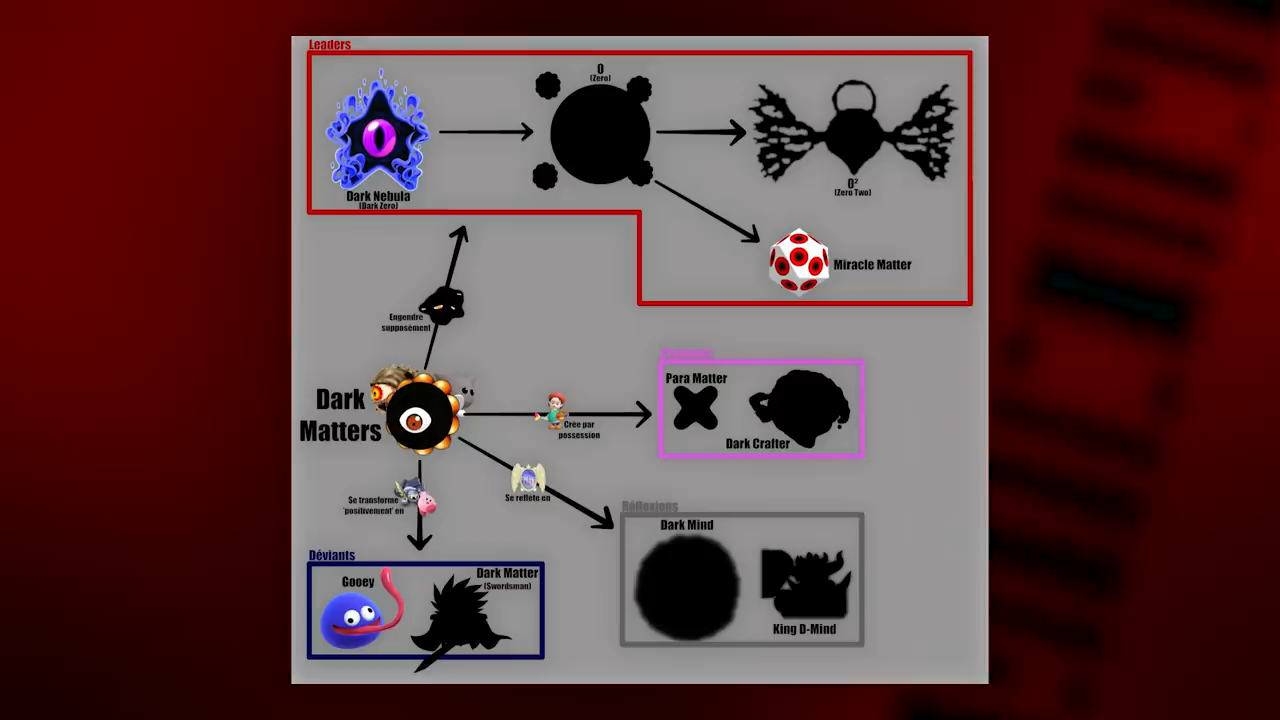 Leaders
0
(Zero)
Dark Nebula
(Dark Zero)
0²
(Zero Two)
Miracle Matter
Engendre
supposément
Dark
Matters
Crée par
possession
Para Matter
Dark Crafter
Se reflète en
Se transforme
'positivement' en
Réflexions
Dark Mind
King D-Mind
Déviants
Gooey
Dark Matter
(Swordsman)